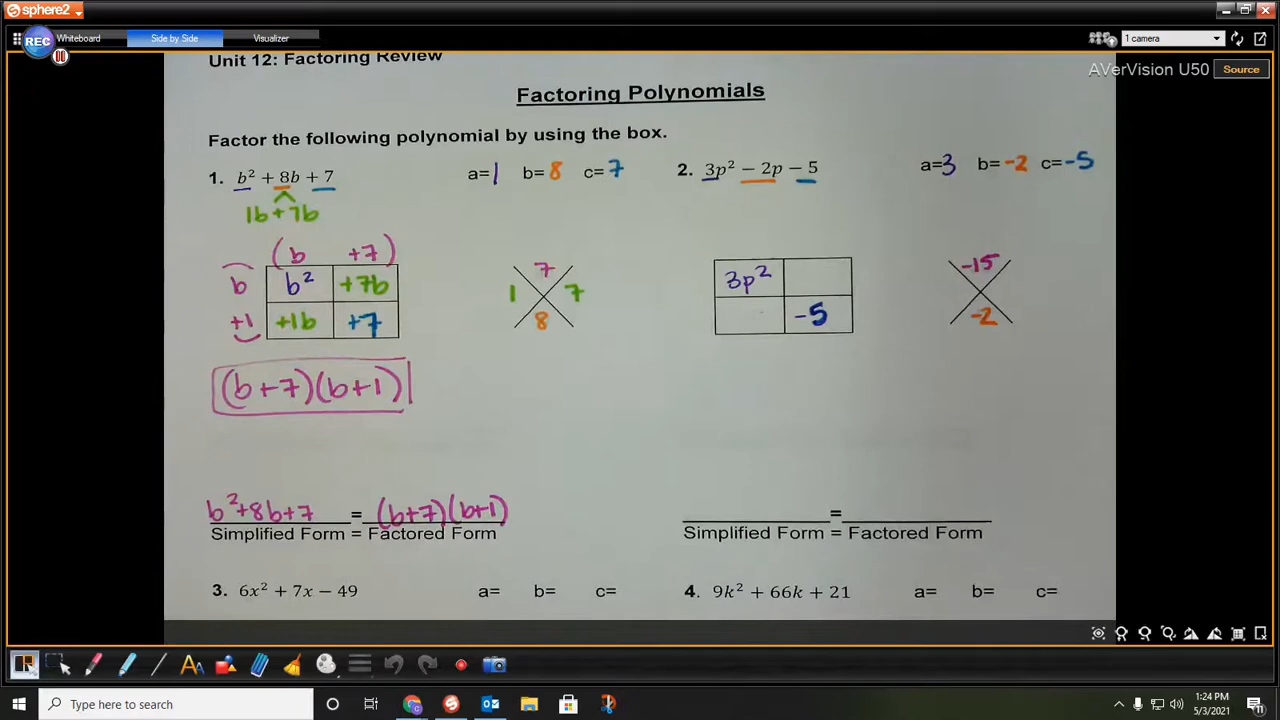 sphere2
REC
Whiteboard
Side by Side
Visualizer
1 camera
AVerVision U50
Source
Unit 12: Factoring Review
Factoring Polynomials
Factor the following polynomial by using the box.
1. b² + 8b + 7
a=1 b=8 c=7
1b+7b
(b +7)
b b² +7b
+1 +1b +7
7
1 7
8
(b+7)(b+1)
b²+8b+7 = (b+7)(b+1)
Simplified Form = Factored Form
2. 3p² − 2p − 5
a=3 b=-2 c=-5
3p²
-5
-15
-2
=
Simplified Form = Factored Form
3. 6x² + 7x − 49
a= b= c=
4. 9k² + 66k + 21
a= b= c=
Type here to search
1:24 PM
5/3/2021
11